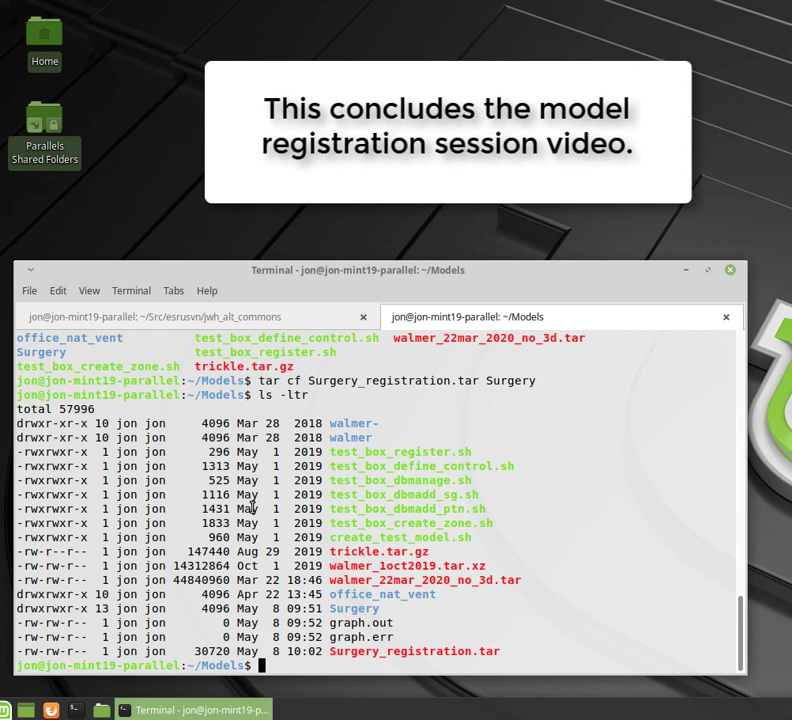 Home
Parallels
Shared Folders
This concludes the model
registration session video.
Terminal - jon@jon-mint19-parallel: ~/Models
File Edit View Terminal Tabs Help
jon@jon-mint19-parallel: ~/Src/esrusvn/jwh_alt_commons jon@jon-mint19-parallel: ~/Models
office_nat_vent test_box_define_control.sh walmer_22mar_2020_no_3d.tar
Surgery test_box_register.sh
test_box_create_zone.sh trickle.tar.gz
jon@jon-mint19-parallel:~/Models$ tar cf Surgery_registration.tar Surgery
jon@jon-mint19-parallel:~/Models$ ls -ltr
total 57996
drwxr-xr-x 10 jon jon 4096 Mar 28 2018 walmer-
drwxr-xr-x 10 jon jon 4096 Mar 28 2018 walmer
-rwxrwxr-x 1 jon jon 296 May 1 2019 test_box_register.sh
-rwxrwxr-x 1 jon jon 1313 May 1 2019 test_box_define_control.sh
-rwxrwxr-x 1 jon jon 525 May 1 2019 test_box_dbmanage.sh
-rwxrwxr-x 1 jon jon 1116 May 1 2019 test_box_dbmadd_sg.sh
-rwxrwxr-x 1 jon jon 1431 May 1 2019 test_box_dbmadd_ptn.sh
-rwxrwxr-x 1 jon jon 1833 May 1 2019 test_box_create_zone.sh
-rwxrwxr-x 1 jon jon 960 May 1 2019 create_test_model.sh
-rw-r--r-- 1 jon jon 147440 Aug 29 2019 trickle.tar.gz
-rw-rw-r-- 1 jon jon 14312864 Oct 1 2019 walmer_1oct2019.tar.xz
-rw-rw-r-- 1 jon jon 44840960 Mar 22 18:46 walmer_22mar_2020_no_3d.tar
drwxrwxr-x 10 jon jon 4096 Apr 22 13:45 office_nat_vent
drwxrwxr-x 13 jon jon 4096 May 8 09:51 Surgery
-rw-rw-r-- 1 jon jon 0 May 8 09:52 graph.out
-rw-rw-r-- 1 jon jon 0 May 8 09:52 graph.err
-rw-rw-r-- 1 jon jon 30720 May 8 10:02 Surgery_registration.tar
jon@jon-mint19-parallel:~/Models$
Terminal - jon@jon-mint19-p...